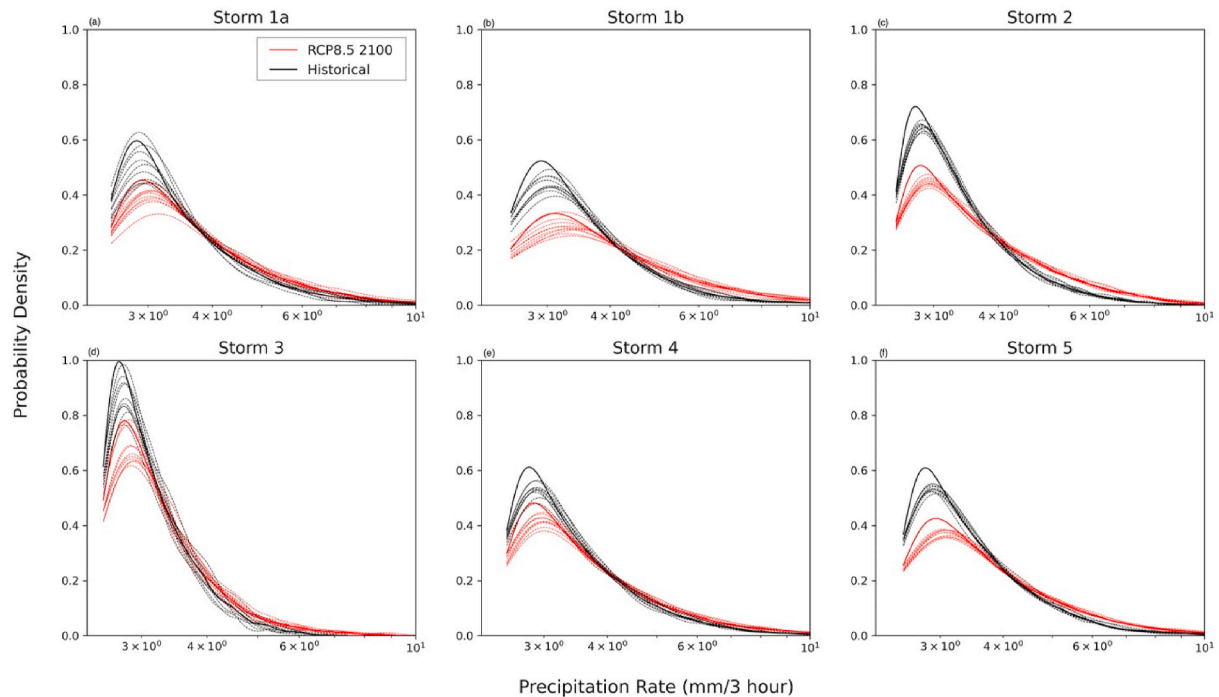 (a) Storm 1a
(b) Storm 1b
(c) Storm 2
1.0
0.8
0.6
0.4
0.2
0.0
RCP8.5 2100
Historical
3 × 10⁰ 4 × 10⁰ 6 × 10⁰ 10¹
1.0
0.8
0.6
0.4
0.2
0.0
3 × 10⁰ 4 × 10⁰ 6 × 10⁰ 10¹
1.0
0.8
0.6
0.4
0.2
0.0
3 × 10⁰ 4 × 10⁰ 6 × 10⁰ 10¹
Probability Density
(d) Storm 3
(e) Storm 4
(f) Storm 5
1.0
0.8
0.6
0.4
0.2
0.0
3 × 10⁰ 4 × 10⁰ 6 × 10⁰ 10¹
1.0
0.8
0.6
0.4
0.2
0.0
3 × 10⁰ 4 × 10⁰ 6 × 10⁰ 10¹
1.0
0.8
0.6
0.4
0.2
0.0
3 × 10⁰ 4 × 10⁰ 6 × 10⁰ 10¹
Precipitation Rate (mm/3 hour)